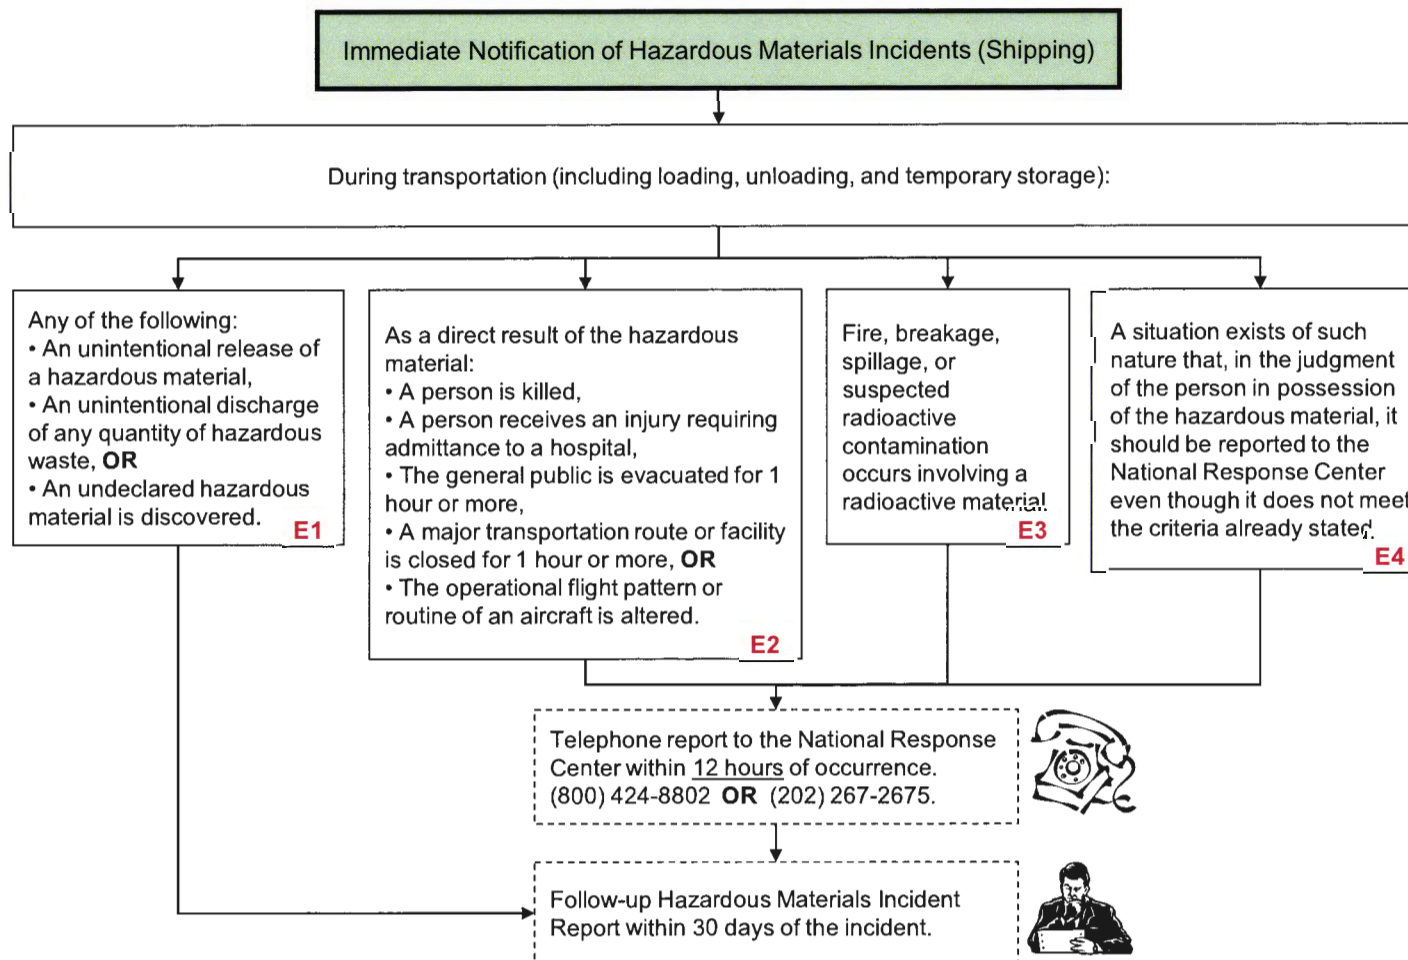 Immediate Notification of Hazardous Materials Incidents (Shipping)
During transportation (including loading, unloading, and temporary storage):
Any of the following:
• An unintentional release of
a hazardous material,
• An unintentional discharge
of any quantity of hazardous
waste, OR
• An undeclared hazardous
material is discovered.
E1
As a direct result of the hazardous
material:
• A person is killed,
• A person receives an injury requiring
admittance to a hospital,
• The general public is evacuated for 1
hour or more,
• A major transportation route or facility
is closed for 1 hour or more, OR
• The operational flight pattern or
routine of an aircraft is altered.
E2
Fire, breakage,
spillage, or
suspected
radioactive
contamination
occurs involving a
radioactive material.
E3
A situation exists of such
nature that, in the judgment
of the person in possession
of the hazardous material, it
should be reported to the
National Response Center
even though it does not meet
the criteria already stated.
E4
Telephone report to the National Response
Center within 12 hours of occurrence.
(800) 424-8802 OR (202) 267-2675.
Follow-up Hazardous Materials Incident
Report within 30 days of the incident.